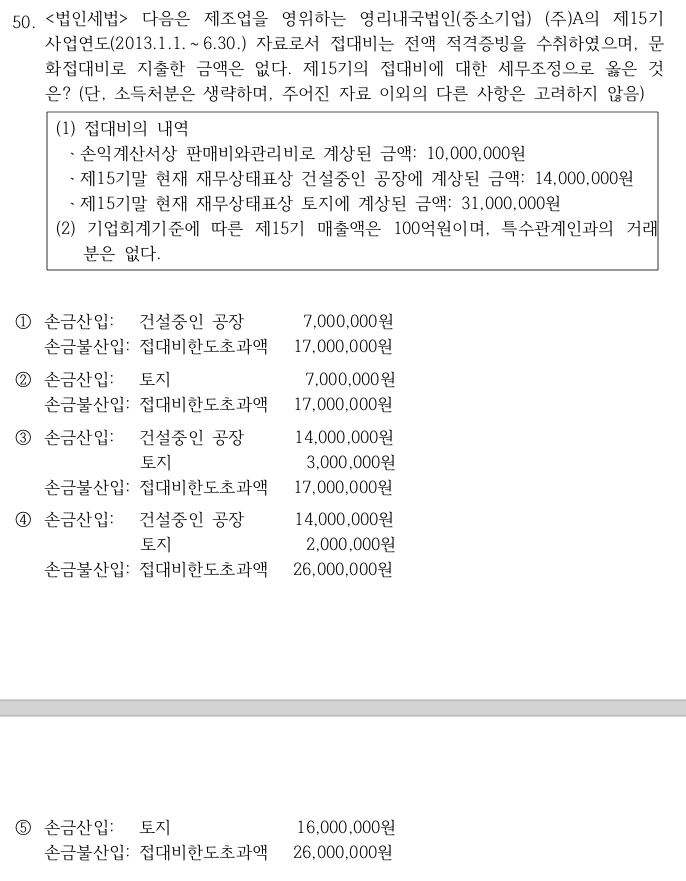 50. <법인세법> 다음은 제조업을 영위하는 영리내국법인(중소기업) (주)A의 제15기
사업연도(2013.1.1.~6.30.) 자료로서 접대비는 전액 적격증빙을 수취하였으며, 문
화접대비로 지출한 금액은 없다. 제15기의 접대비에 대한 세무조정으로 옳은 것
은? (단, 소득처분은 생략하며, 주어진 자료 이외의 다른 사항은 고려하지 않음)
(1) 접대비의 내역
、손익계산서상 판매비와관리비로 계상된 금액: 10,000,000원
、제15기말 현재 재무상태표상 건설중인 공장에 계상된 금액: 14,000,000원
、제15기말 현재 재무상태표상 토지에 계상된 금액: 31,000,000원
(2) 기업회계기준에 따른 제15기 매출액은 100억원이며, 특수관계인과의 거래
분은 없다.
① 손금산입: 건설중인 공장 7,000,000원
손금불산입: 접대비한도초과액 17,000,000원
② 손금산입: 토지 7,000,000원
손금불산입: 접대비한도초과액 17,000,000원
③ 손금산입: 건설중인 공장 14,000,000원
토지 3,000,000원
손금불산입: 접대비한도초과액 17,000,000원
④ 손금산입: 건설중인 공장 14,000,000원
토지 2,000,000원
손금불산입: 접대비한도초과액 26,000,000원
⑤ 손금산입: 토지 16,000,000원
손금불산입: 접대비한도초과액 26,000,000원